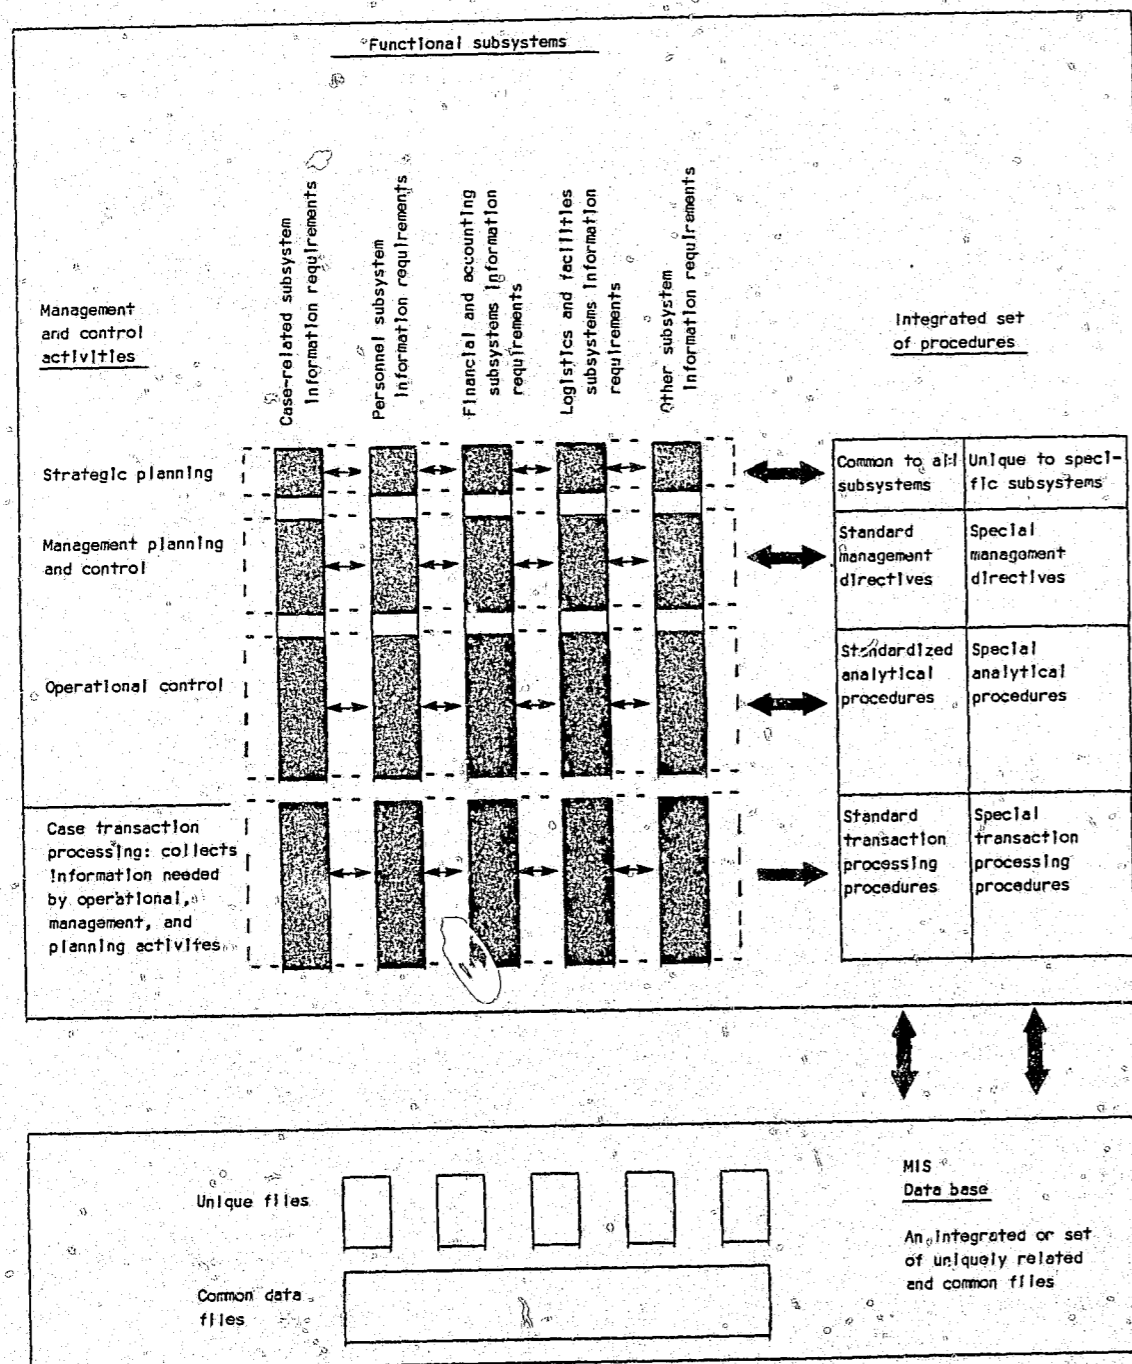 Functional subsystems
Management
and control
activities
Case-related subsystem
Information requirements
Personnel subsystem
Information requirements
Financial and accounting
subsystems Information
requirements
Logistics and facilities
subsystems Information
requirements
Other subsystem
Information requirements
Integrated set
of procedures
Strategic planning
Common to all
subsystems
Unique to speci-
fic subsystems
Management planning
and control
Standard
management
directives
Special
management
directives
Operational control
Standardized
analytical
procedures
Special
analytical
procedures
Case transaction
processing: collects
Information needed
by operational,
management, and
planning activites
Standard
transaction
processing
procedures
Special
transaction
processing
procedures
Unique files
Common data
files
MIS
Data base
An integrated or set
of uniquely related
and common files